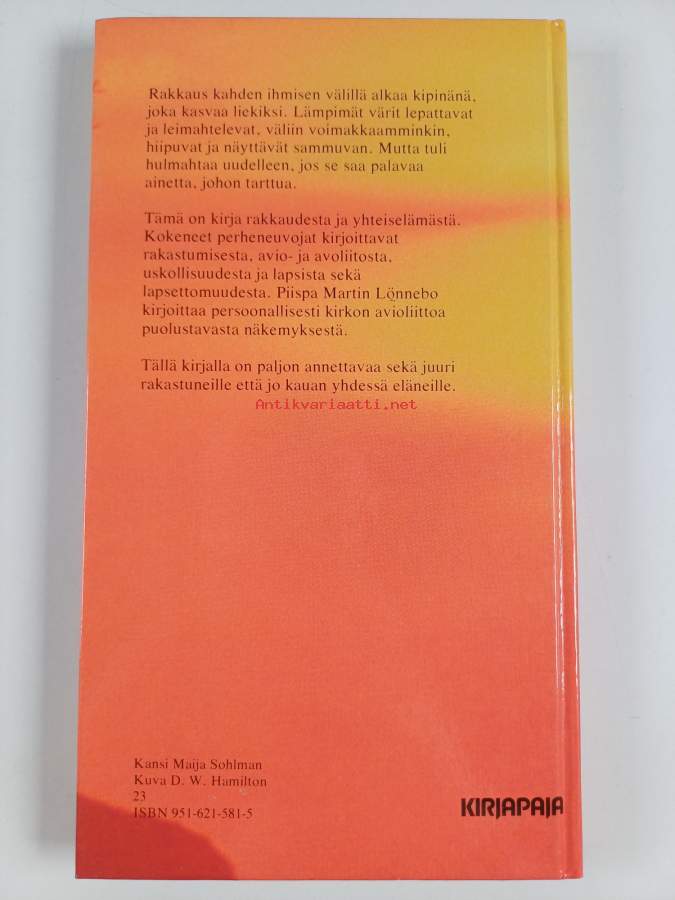 Rakkaus kahden ihmisen välillä alkaa kipinänä,
joka kasvaa liekiksi. Lämpimät värit lepattavat
ja leimahtelevat, väliin voimakkaamminkin,
hiipuvat ja näyttävät sammuvan. Mutta tuli
hulmahtaa uudelleen, jos se saa palavaa
ainetta, johon tarttua.
Tämä on kirja rakkaudesta ja yhteiselämästä.
Kokeneet perheneuvojat kirjoittavat
rakastumisesta, avio- ja avoliitosta,
uskollisuudesta ja lapsista sekä
lapsettomuudesta. Piispa Martin Lönnebo
kirjoittaa persoonallisesti kirkon avioliittoa
puolustavasta näkemyksestä.
Tällä kirjalla on paljon annettavaa sekä juuri
rakastuneille että jo kauan yhdessä eläneille.
Antikvariaatti.net
Kansi Maija Sohlman
Kuva D. W. Hamilton
23
ISBN 951-621-581-5
KIRJAPAJA